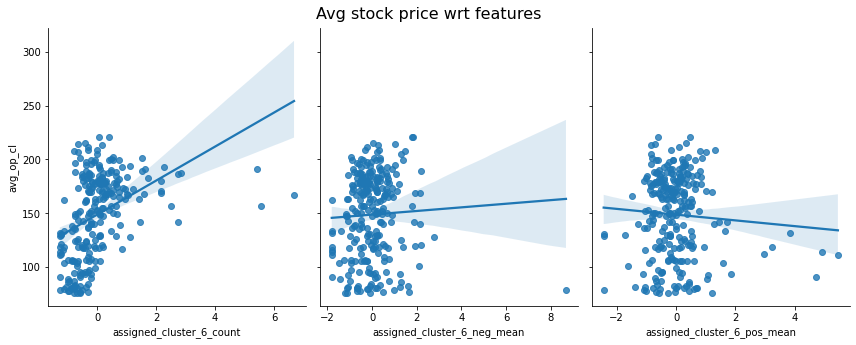 Avg stock price wrt features
avg_op_cl
300
250
200
150
100
0 2 4 6
assigned_cluster_6_count
−2 0 2 4 6 8
assigned_cluster_6_neg_mean
−2 0 2 4
assigned_cluster_6_pos_mean